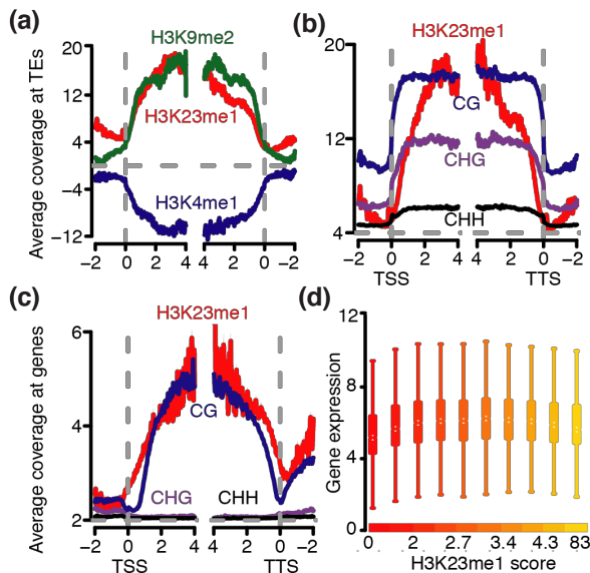 (a)
H3K9me2
20
12
4
−4
−12
Average coverage at TEs
H3K23me1
H3K4me1
−2 0 2 4 4 2 0 −2
(b)
H3K23me1
20
12
4
CG
CHG
CHH
−2 0 2 4 4 2 0 −2
TSS TTS
(c)
H3K23me1
6
4
2
Average coverage at genes
CG
CHG CHH
−2 0 2 4 4 2 0 −2
TSS TTS
(d)
12
8
4
0
Gene expression
0 2 2.7 3.4 4.3 83
H3K23me1 score